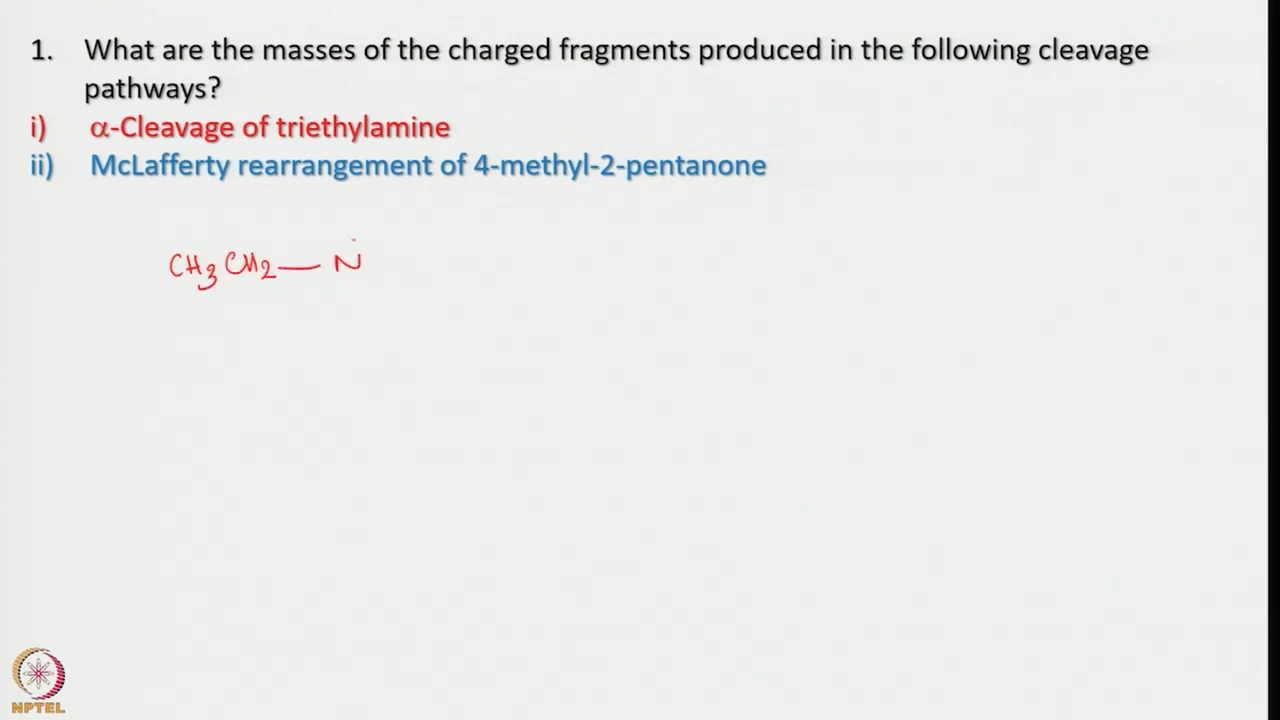 1. What are the masses of the charged fragments produced in the following cleavage
pathways?
i) α-Cleavage of triethylamine
ii) McLafferty rearrangement of 4-methyl-2-pentanone
CH3CH2—N
NPTEL